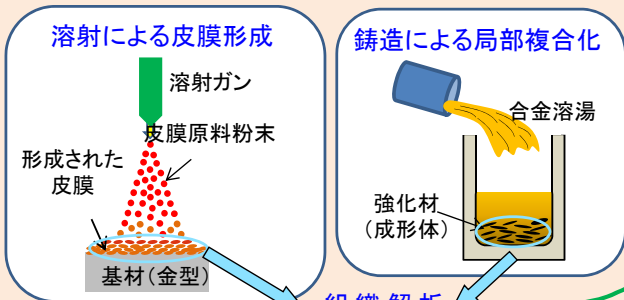 溶射による皮膜形成
溶射ガン
皮膜原料粉末
形成された
皮膜
基材(金型)
鋳造による局部複合化
合金溶湯
強化材
(成形体)
組織解析